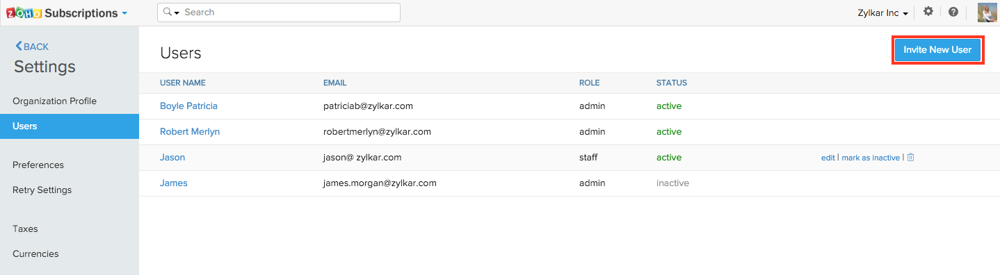 ZOHO Subscriptions Search Zylkar Inc
BACK
Settings
Organization Profile
Users
Preferences
Retry Settings
Taxes
Currencies
Users Invite New User
USER NAME EMAIL ROLE STATUS
Boyle Patricia patriciab@zylkar.com admin active
Robert Merlyn robertmerlyn@zylkar.com admin active
Jason jason@ zylkar.com staff active edit | mark as inactive |
James james.morgan@zylkar.com admin inactive